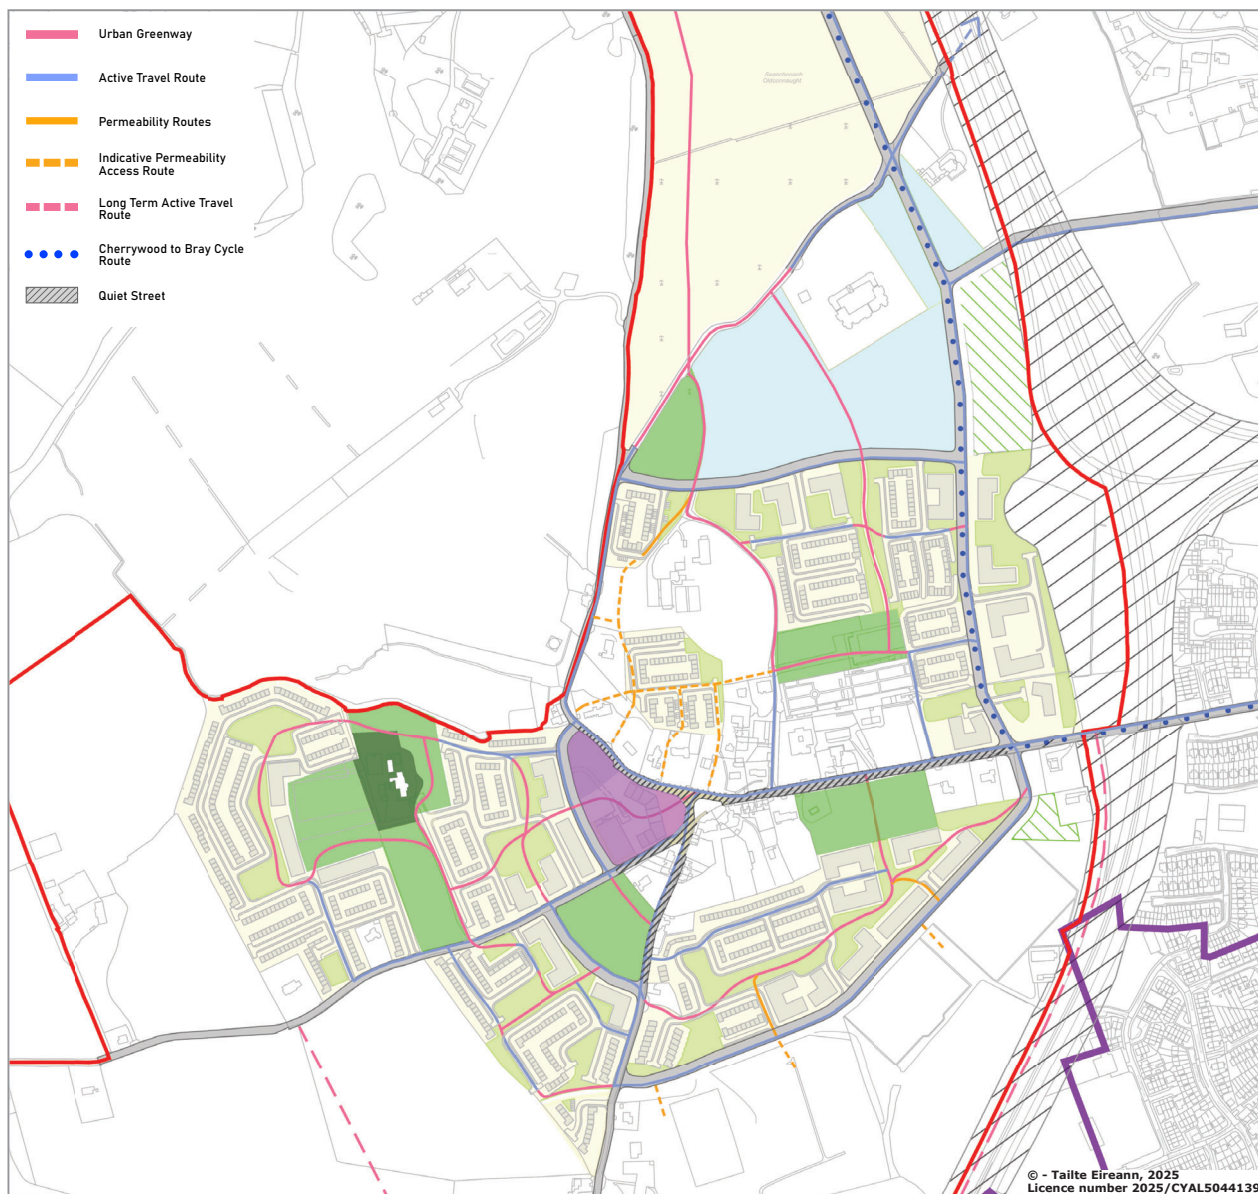 Urban Greenway
Active Travel Route
Permeability Routes
Indicative Permeability
Access Route
Long Term Active Travel
Route
Cherrywood to Bray Cycle
Route
Quiet Street
© - Tailte Eireann, 2025
Licence number 2025/CYAL5044139